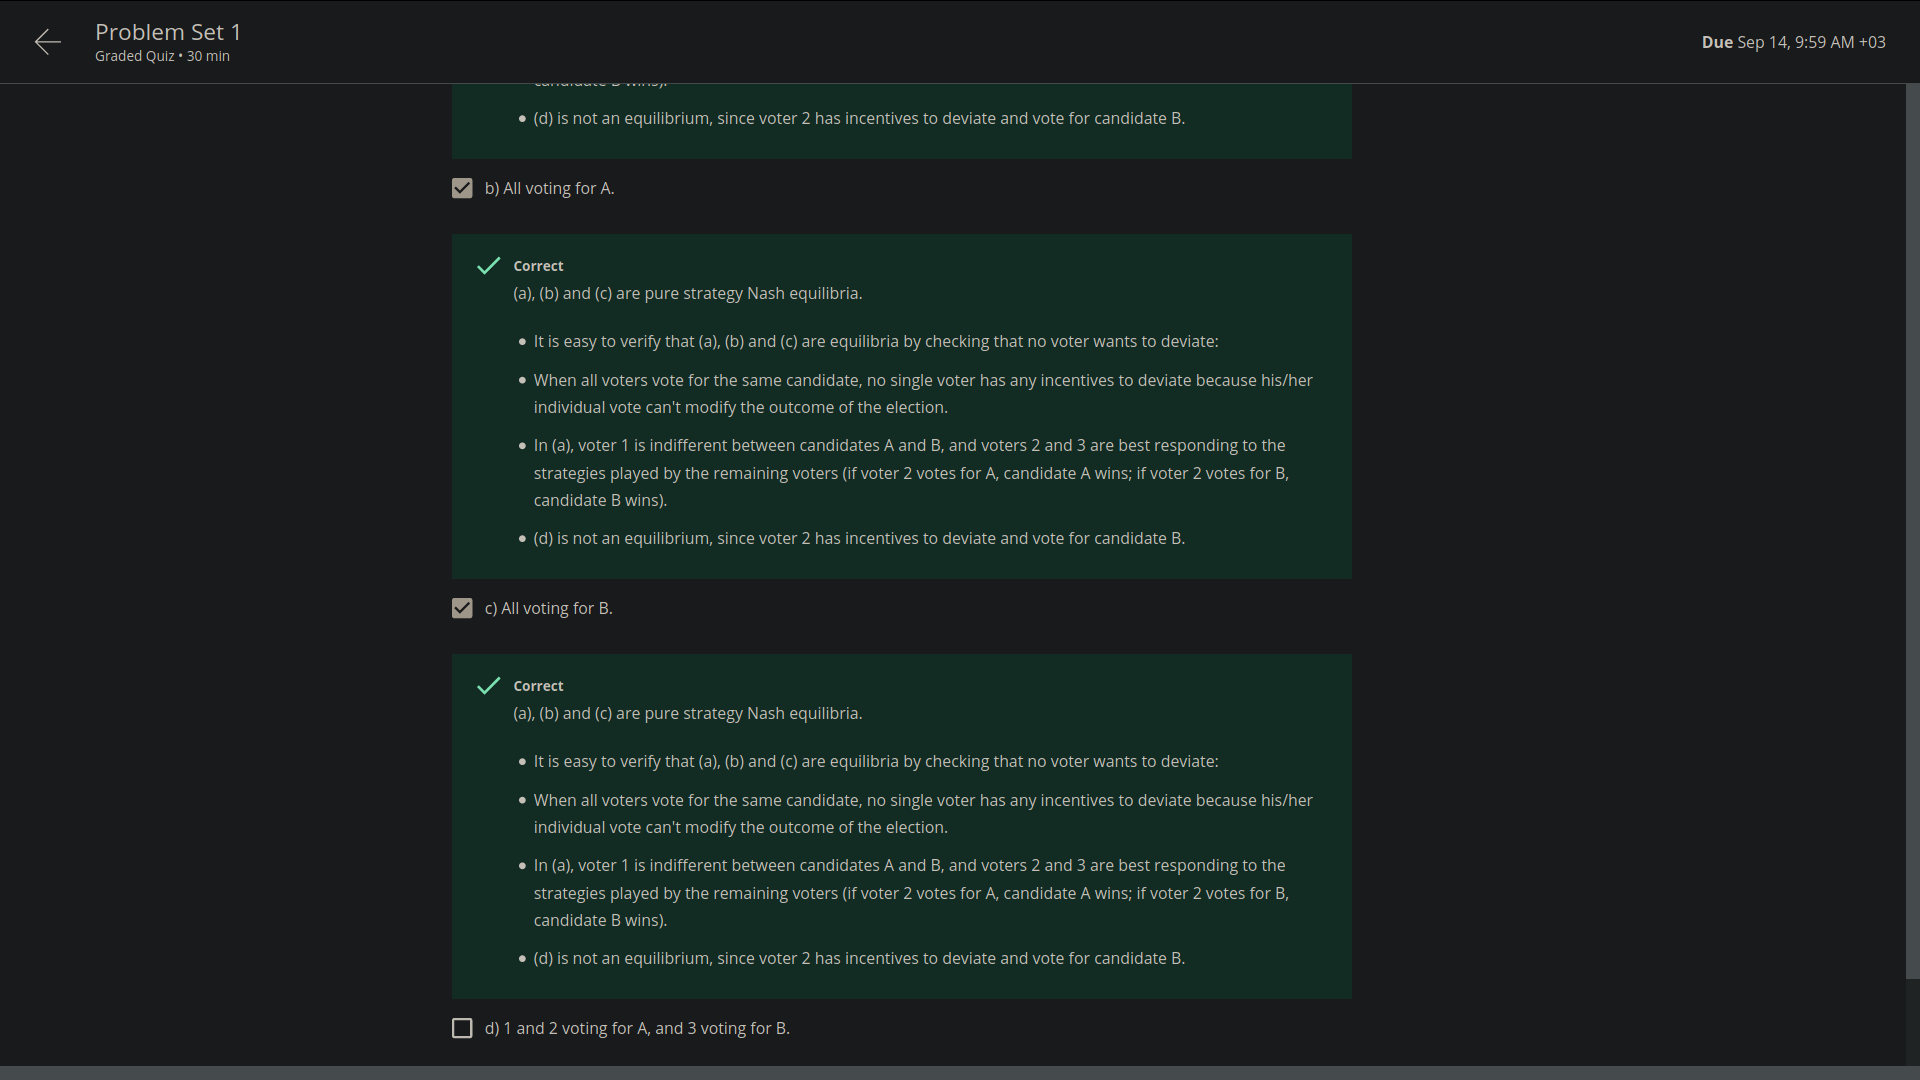 Problem Set 1
Graded Quiz • 30 min
Due Sep 14, 9:59 AM +03
candidate B wins).
• (d) is not an equilibrium, since voter 2 has incentives to deviate and vote for candidate B.
b) All voting for A.
Correct
(a), (b) and (c) are pure strategy Nash equilibria.
• It is easy to verify that (a), (b) and (c) are equilibria by checking that no voter wants to deviate:
• When all voters vote for the same candidate, no single voter has any incentives to deviate because his/her
individual vote can't modify the outcome of the election.
• In (a), voter 1 is indifferent between candidates A and B, and voters 2 and 3 are best responding to the
strategies played by the remaining voters (if voter 2 votes for A, candidate A wins; if voter 2 votes for B,
candidate B wins).
• (d) is not an equilibrium, since voter 2 has incentives to deviate and vote for candidate B.
c) All voting for B.
Correct
(a), (b) and (c) are pure strategy Nash equilibria.
• It is easy to verify that (a), (b) and (c) are equilibria by checking that no voter wants to deviate:
• When all voters vote for the same candidate, no single voter has any incentives to deviate because his/her
individual vote can't modify the outcome of the election.
• In (a), voter 1 is indifferent between candidates A and B, and voters 2 and 3 are best responding to the
strategies played by the remaining voters (if voter 2 votes for A, candidate A wins; if voter 2 votes for B,
candidate B wins).
• (d) is not an equilibrium, since voter 2 has incentives to deviate and vote for candidate B.
d) 1 and 2 voting for A, and 3 voting for B.